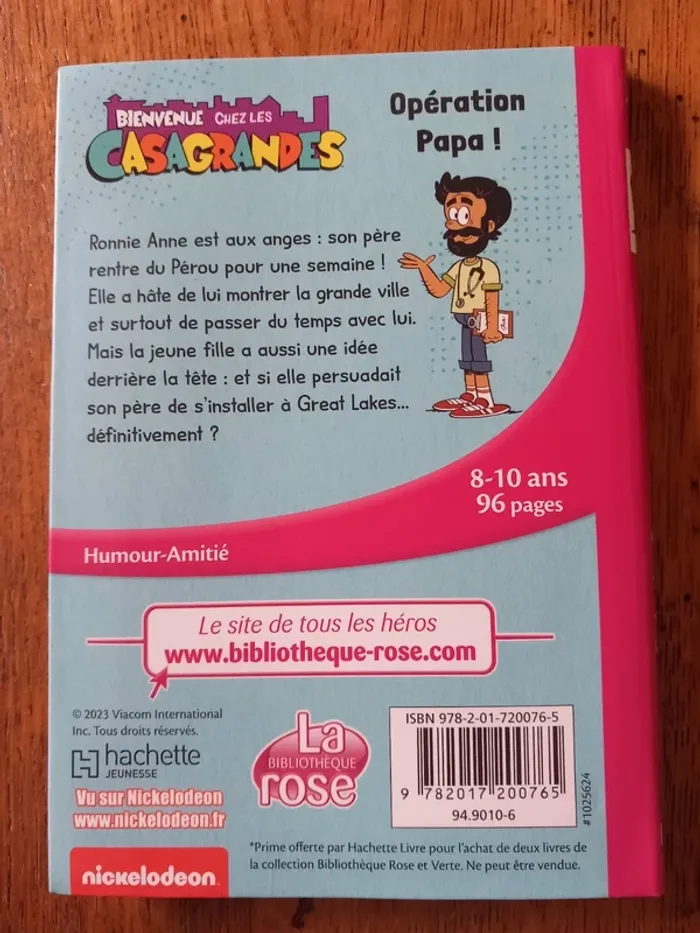 BIENVENUE CHEZ LES
CASAGRANDES
Opération
Papa !
Ronnie Anne est aux anges : son père
rentre du Pérou pour une semaine !
Elle a hâte de lui montrer la grande ville
et surtout de passer du temps avec lui.
Mais la jeune fille a aussi une idée
derrière la tête : et si elle persuadait
son père de s'installer à Great Lakes...
définitivement ?
8-10 ans
96 pages
Humour-Amitié
Le site de tous les héros
www.bibliotheque-rose.com
© 2023 Viacom International
Inc. Tous droits réservés.
hachette
JEUNESSE
Vu sur Nickelodeon
www.nickelodeon.fr
nickelodeon
La
BIBLIOTHÈQUE
rose
ISBN 978-2-01-720076-5
9 782017 200765
94.9010-6
#1025624
*Prime offerte par Hachette Livre pour l'achat de deux livres de
la collection Bibliothèque Rose et Verte. Ne peut être vendue.